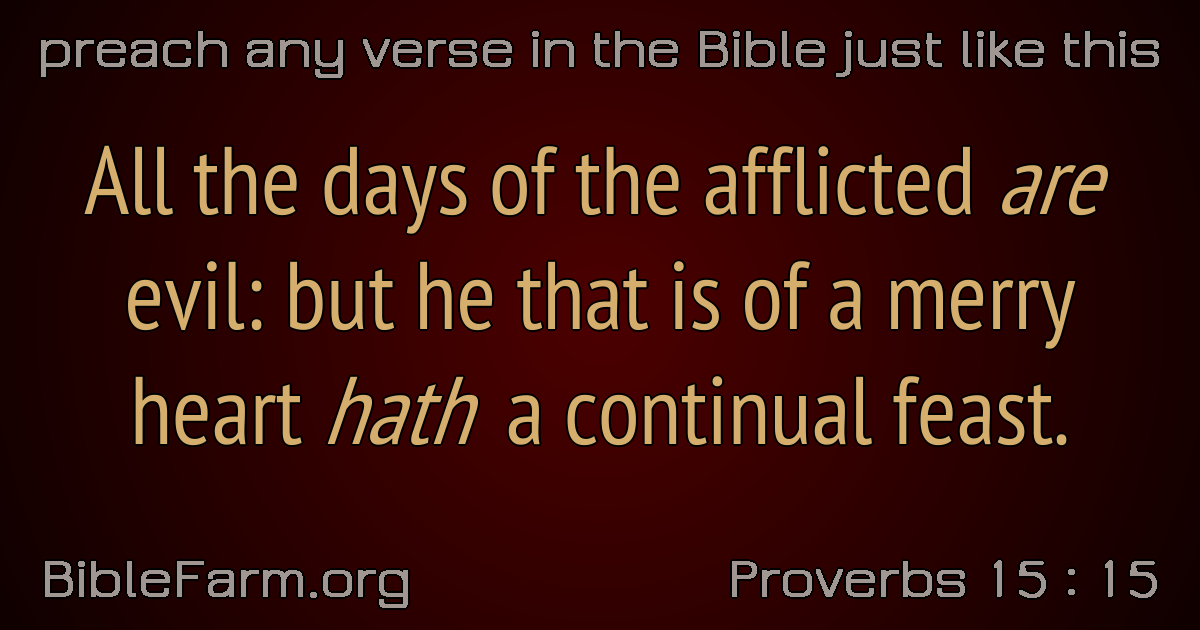 preach any verse in the Bible just like this
All the days of the afflicted are
evil: but he that is of a merry
heart hath a continual feast.
BibleFarm.org
Proverbs 15 : 15